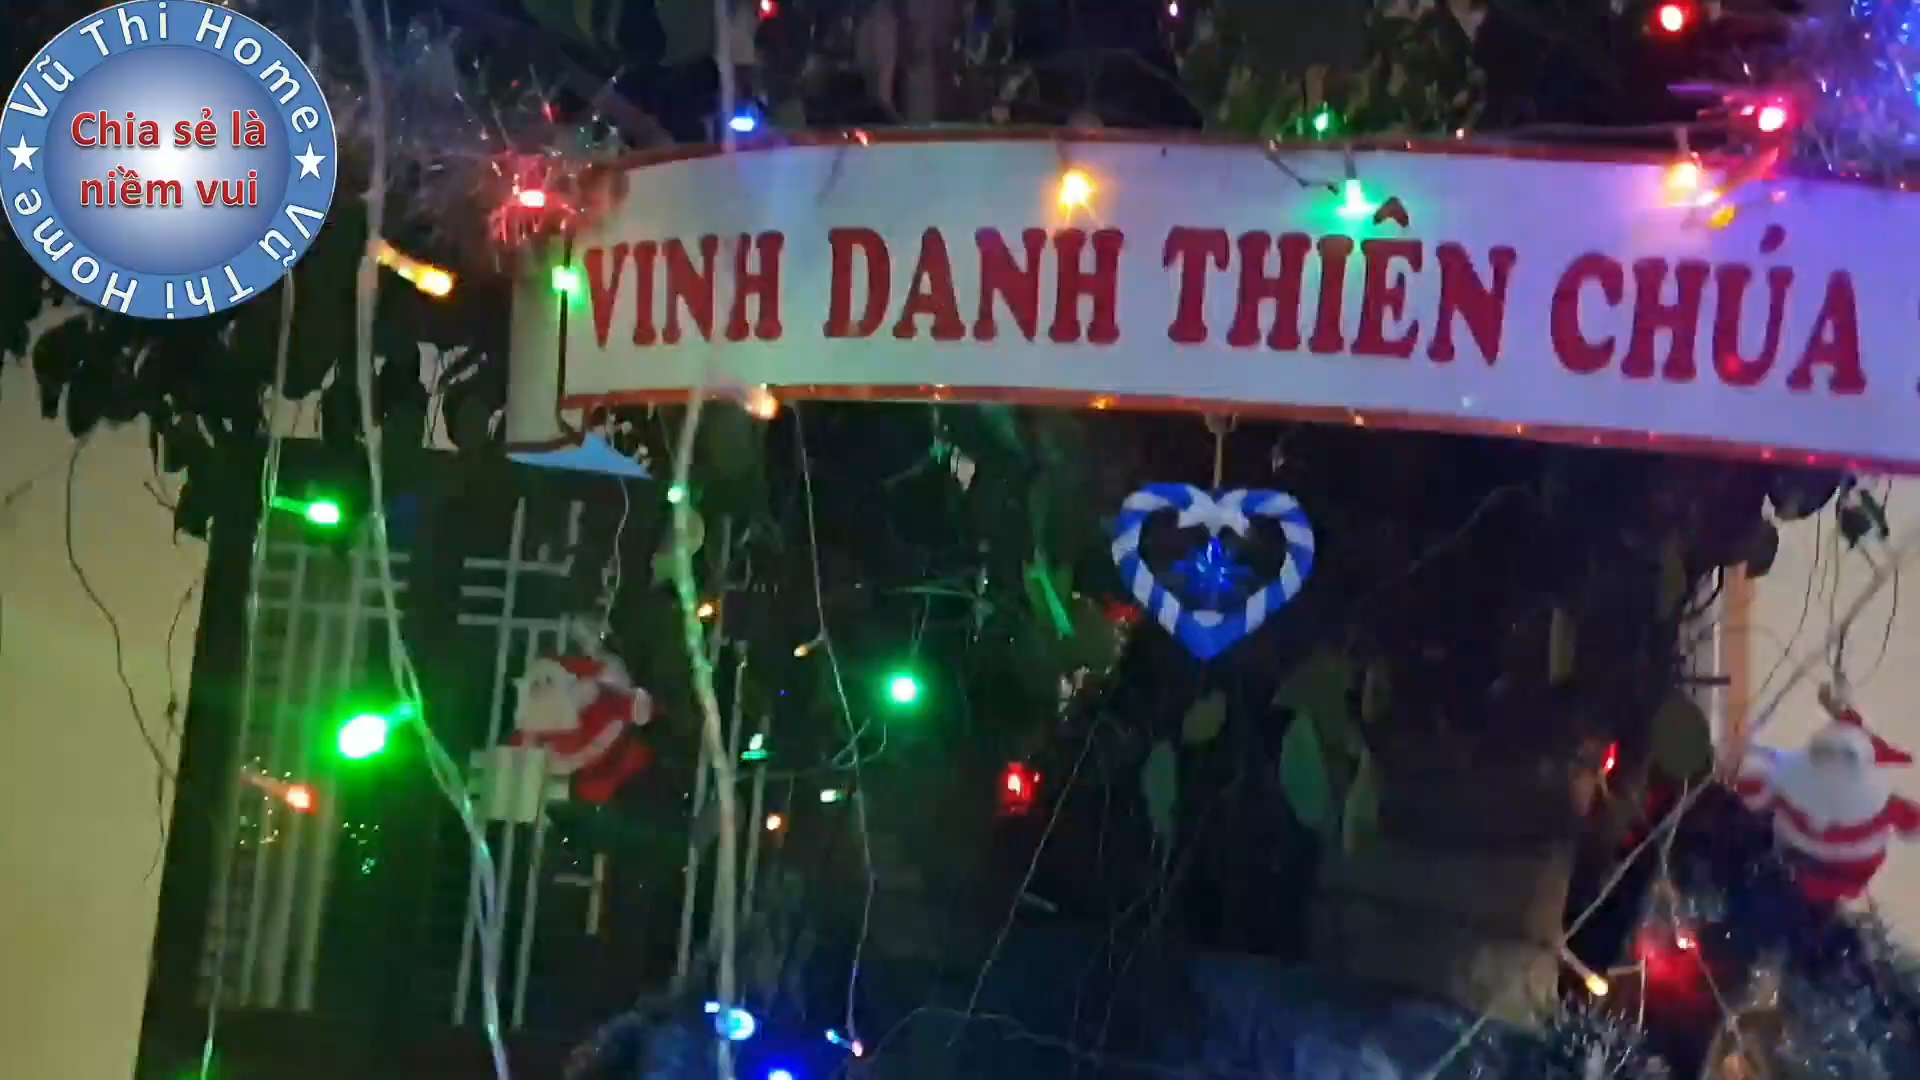 Vũ Thi Home
Vũ Thi Home
Chia sẻ là
niềm vui
VINH DANH THIÊN CHÚA